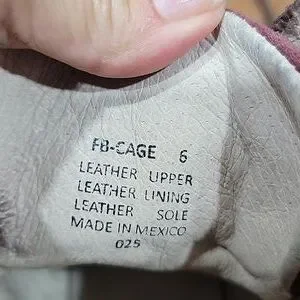 FB-CAGE 6
LEATHER UPPER
LEATHER LINING
LEATHER SOLE
MADE IN MEXICO
025